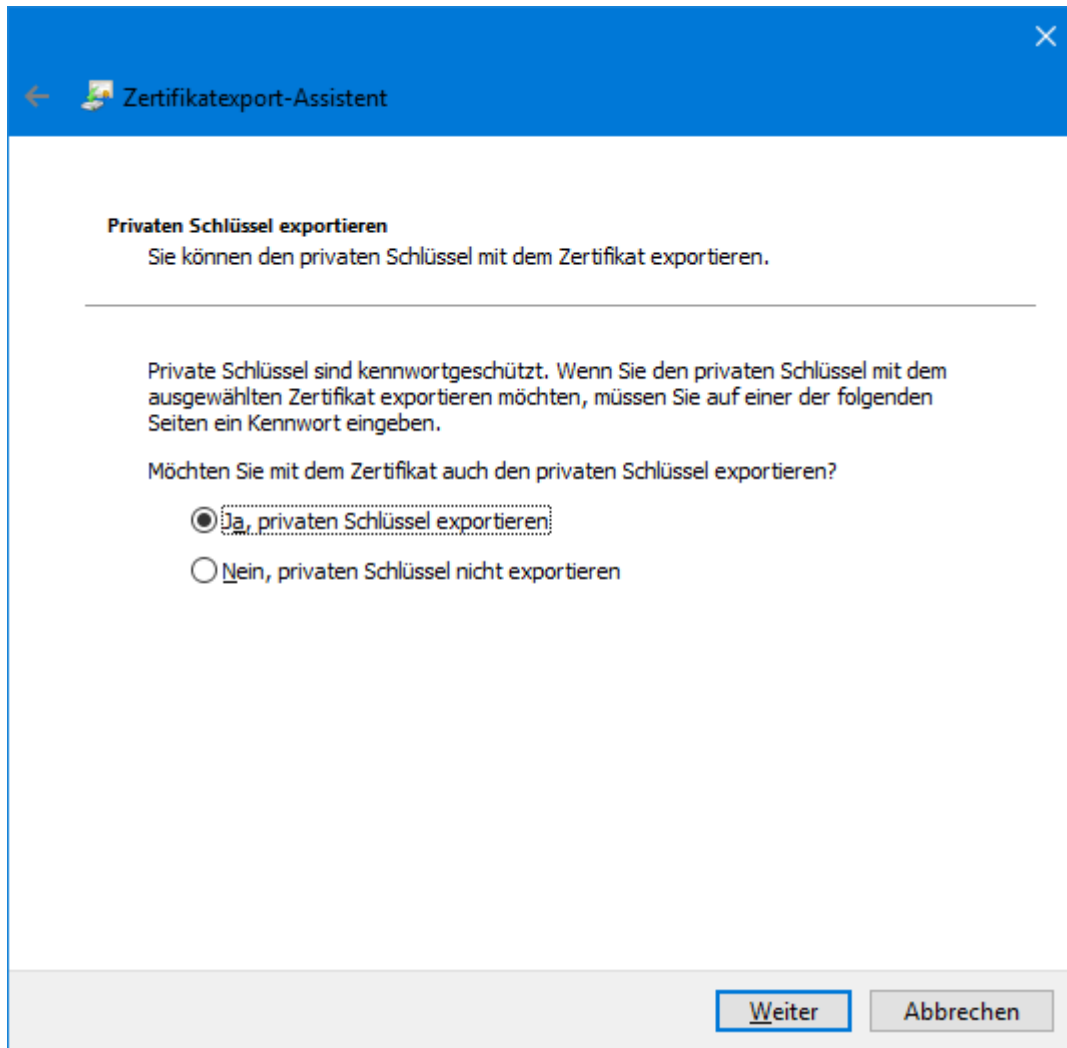 Zertifikatexport-Assistent
Privaten Schlüssel exportieren
Sie können den privaten Schlüssel mit dem Zertifikat exportieren.
Private Schlüssel sind kennwortgeschützt. Wenn Sie den privaten Schlüssel mit dem
ausgewählten Zertifikat exportieren möchten, müssen Sie auf einer der folgenden
Seiten ein Kennwort eingeben.
Möchten Sie mit dem Zertifikat auch den privaten Schlüssel exportieren?
Ja, privaten Schlüssel exportieren
Nein, privaten Schlüssel nicht exportieren
Weiter Abbrechen